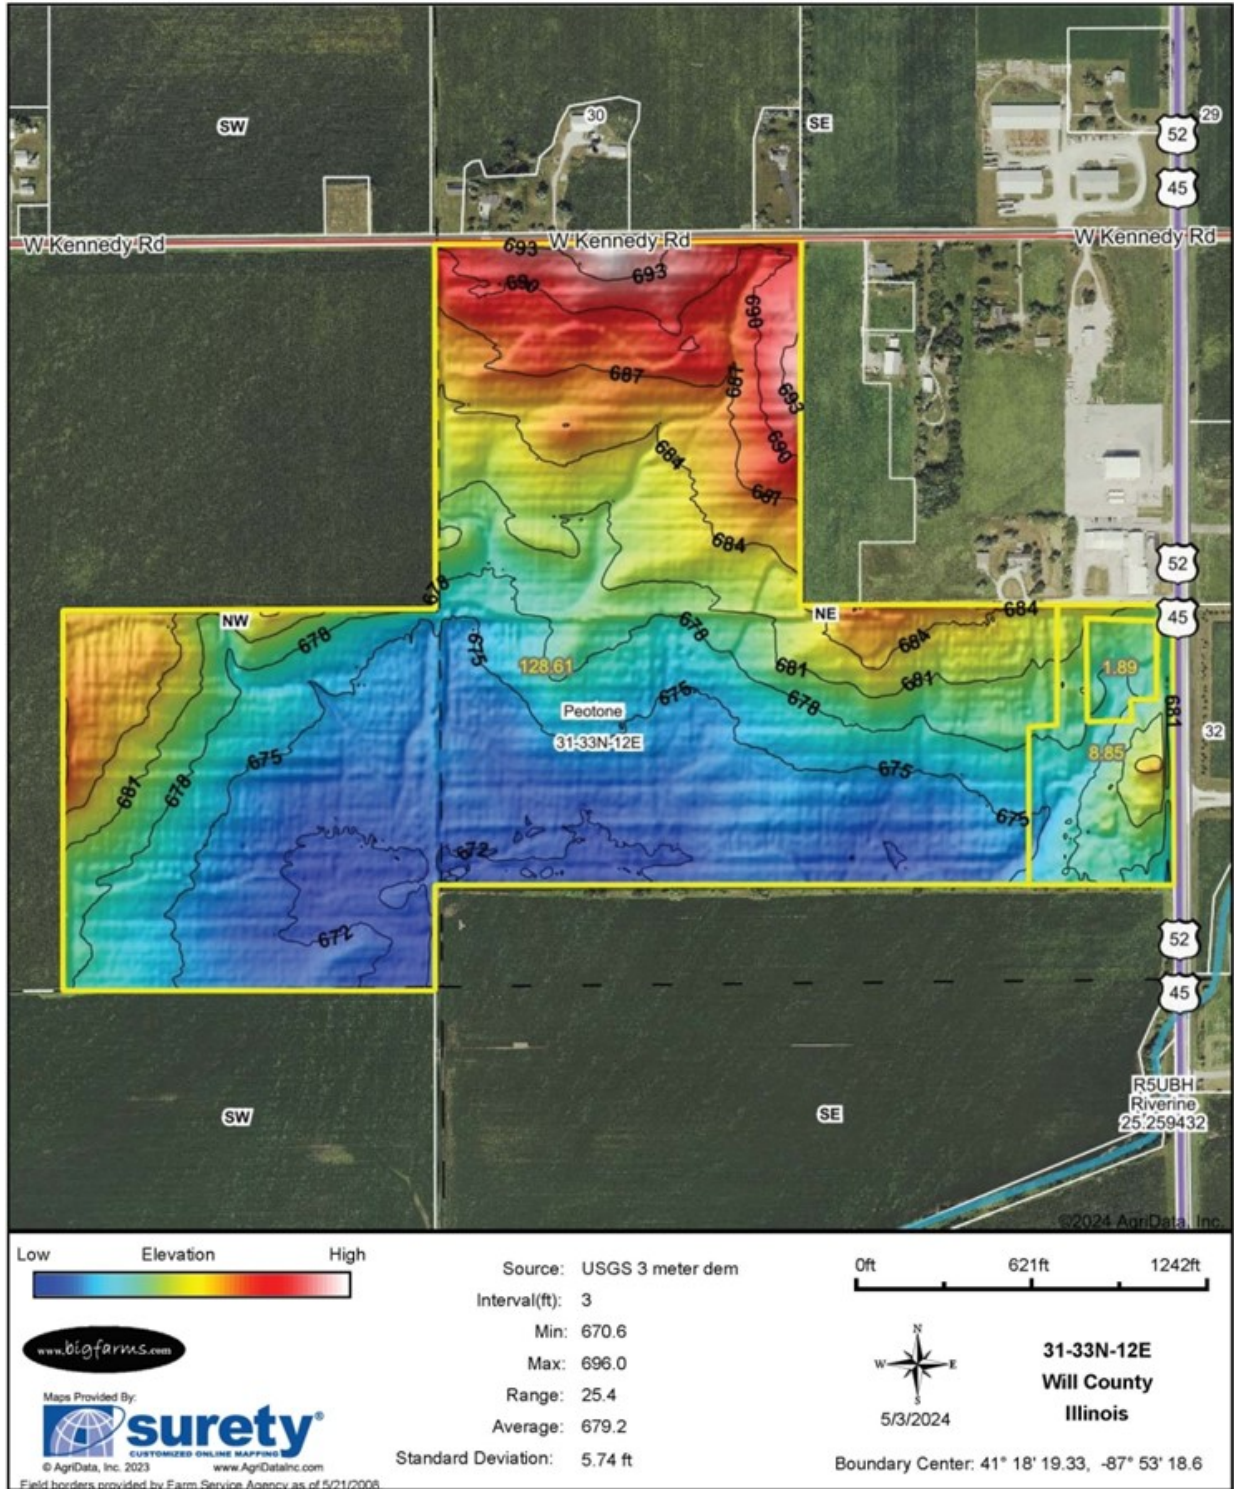 30
SW
SE
52
29
45
W Kennedy Rd
W Kennedy Rd
W Kennedy Rd
693
690
693
690
687
687
693
690
684
687
684
52
678
NW
NE
684
45
678
675
678
684
128.61
1.89
681
681
675
678
681
Peotone
31-33N-12E
32
8.85
675
675
681
678
675
672
672
52
45
SW
SE
R5UBH
Riverine
25.259432
©2024 AgriData, Inc.
Low Elevation High
Source: USGS 3 meter dem
Interval(ft): 3
Min: 670.6
Max: 696.0
Range: 25.4
Average: 679.2
Standard Deviation: 5.74 ft
0ft 621ft 1242ft
www.bigfarms.com
Maps Provided By:
surety®
CUSTOMIZED ONLINE MAPPING
© AgriData, Inc. 2023 www.AgriDataInc.com
Field borders provided by Farm Service Agency as of 5/21/2008.
N
W E
S
5/3/2024
31-33N-12E
Will County
Illinois
Boundary Center: 41° 18' 19.33, -87° 53' 18.6